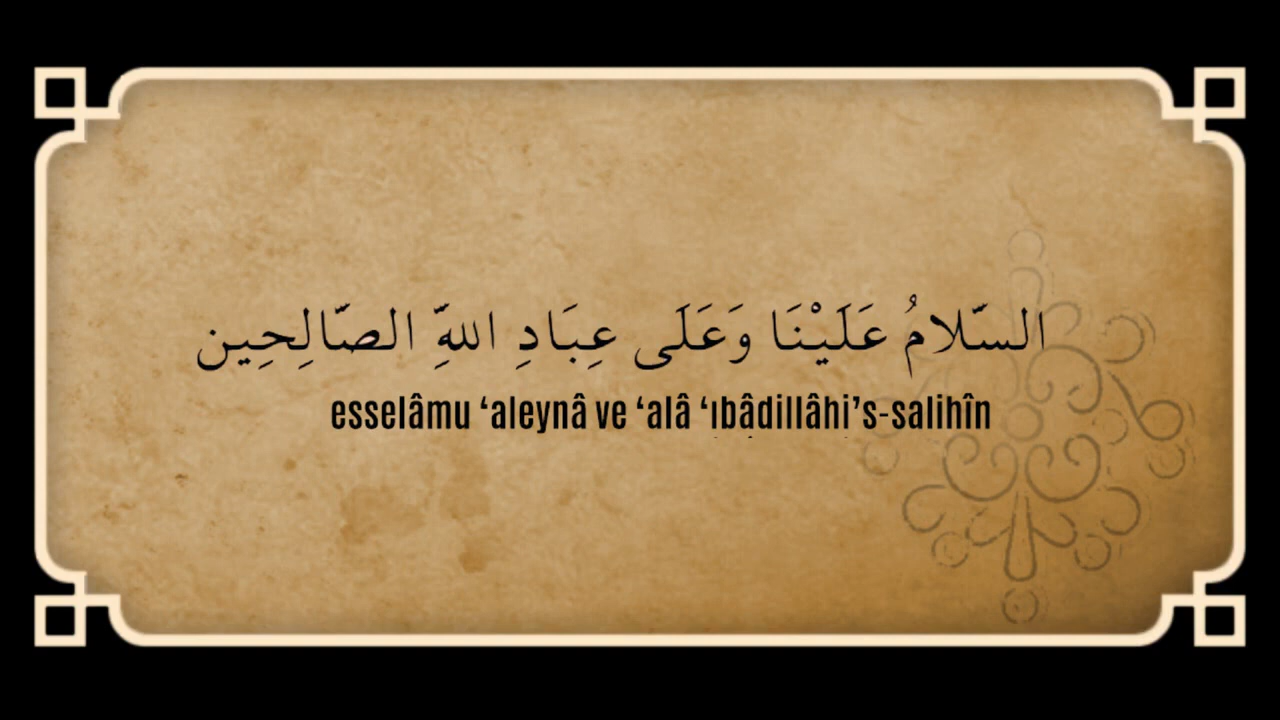 السّلامُ عَلَيْنَا وَعَلَى عِبَادِ اللهِّ الصّالِحِين
esselâmu ‘aleynâ ve ‘alâ ‘ıbâdillâhi’s-salihîn